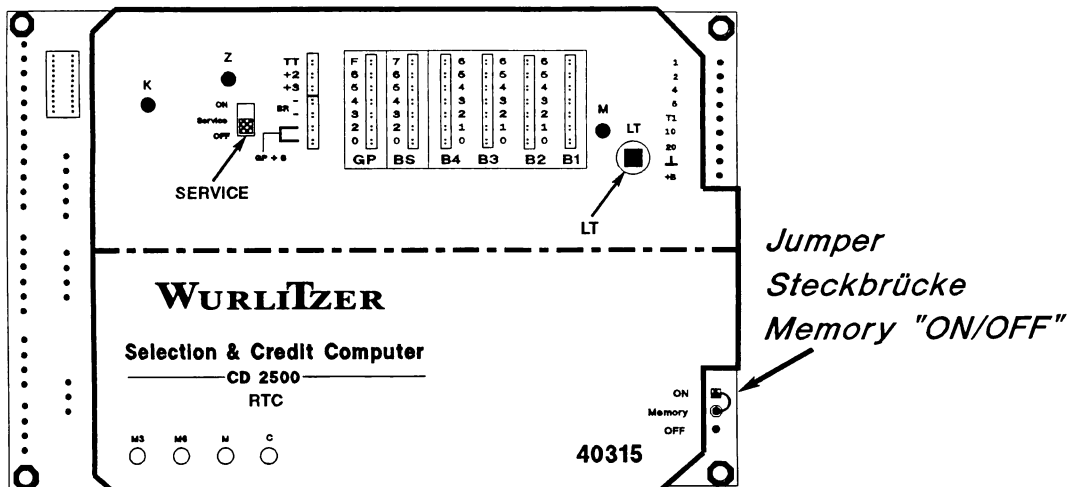 K
Z
ON
Service
OFF
SERVICE
TT
+2
+3
-
BR
-
GP + S
F 7 6 6 6 6
6 6 5 5 5 5
5 5 4 4 4 4
4 4 3 3 3 3
3 3 2 2 2 2
2 2 1 1 1 1
0 0 0 0 0 0
GP BS B4 B3 B2 B1
M
LT
LT
1
2
4
5
T1
10
20
⊥
+B
WURLITZER
Selection & Credit Computer
CD 2500
RTC
M3 M6 M C
40315
ON
Memory
OFF
Jumper
Steckbrücke
Memory "ON/OFF"